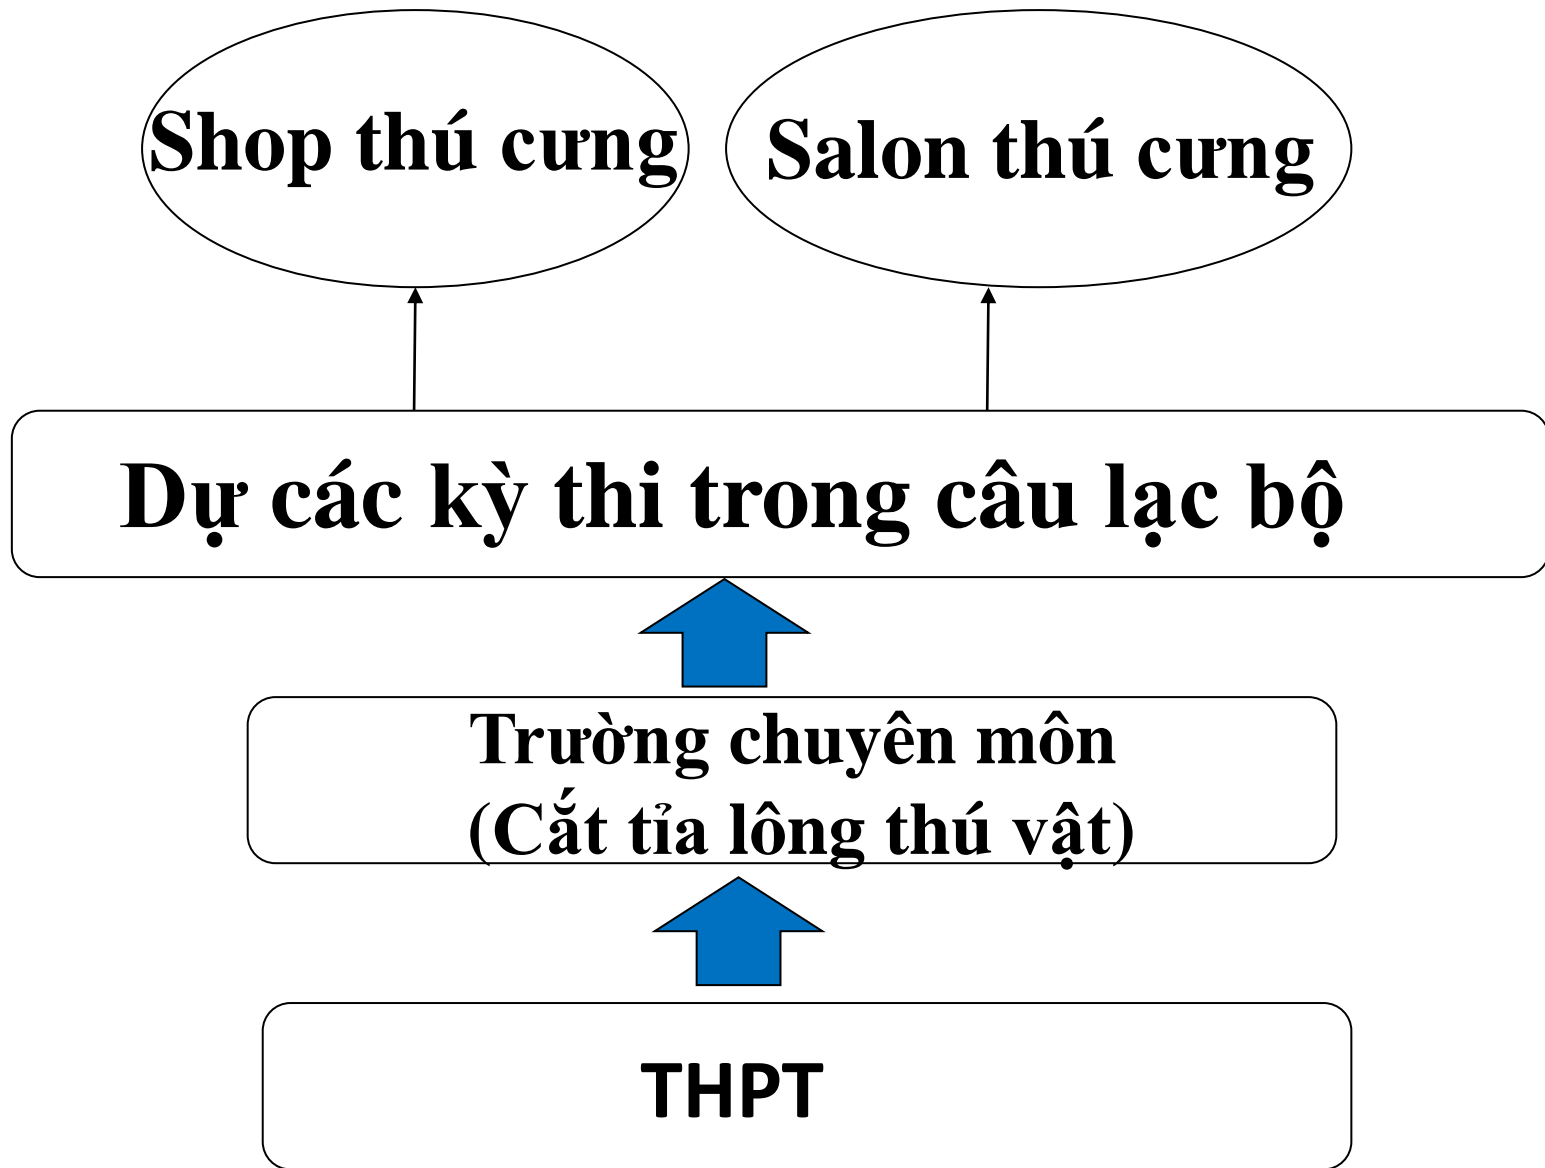 Shop thú cưng
Salon thú cưng
Dự các kỳ thi trong câu lạc bộ
Trường chuyên môn
(Cắt tỉa lông thú vật)
THPT